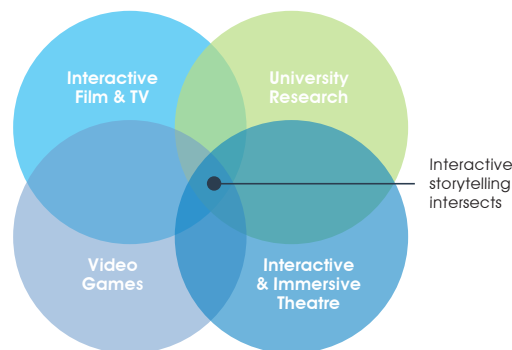 Interactive
Film & TV
University
Research
Interactive
storytelling
intersects
Video
Games
Interactive
& Immersive
Theatre